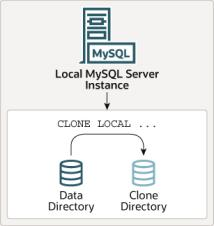 MySQL
Local MySQL Server
Instance
CLONE LOCAL ...
Data
Directory
Clone
Directory